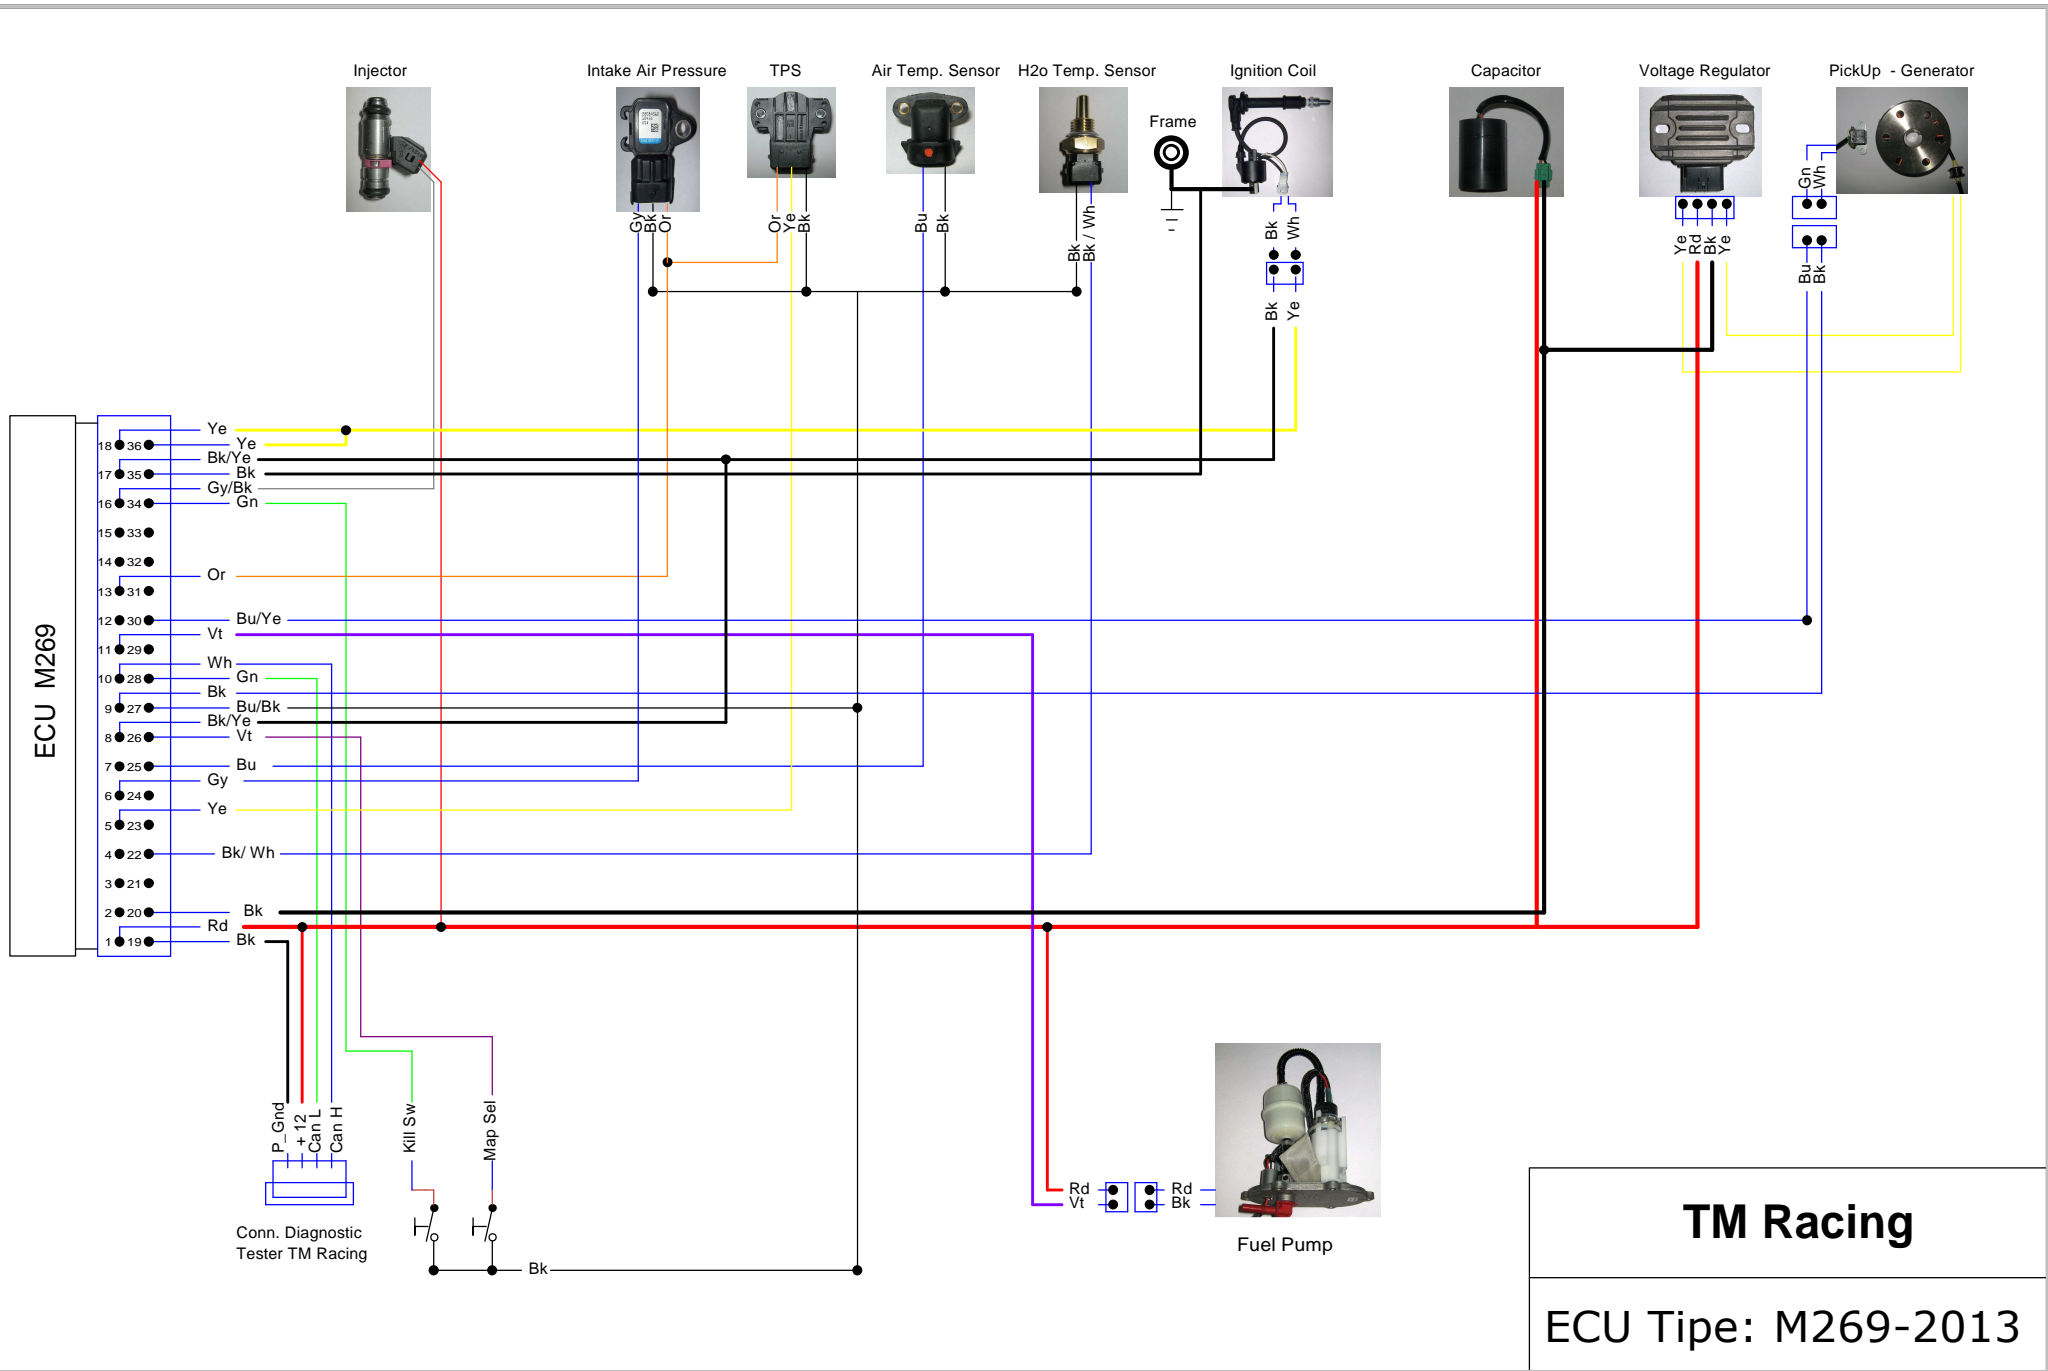 Injector
Intake Air Pressure
TPS
Air Temp. Sensor
H2o Temp. Sensor
Ignition Coil
Capacitor
Voltage Regulator
PickUp - Generator
Frame
Gy
Bk
Or
Or
Ye
Bk
Bu
Bk
Bk
Bk / Wh
Bk
Wh
Bk
Ye
Ye
Rd
Bk
Ye
Gn
Wh
Bu
Bk
ECU M269
18 36
17 35
16 34
15 33
14 32
13 31
12 30
11 29
10 28
9 27
8 26
7 25
6 24
5 23
4 22
3 21
2 20
1 19
Ye
Ye
Bk/Ye
Bk
Gy/Bk
Gn
Or
Bu/Ye
Vt
Wh
Gn
Bk
Bu/Bk
Bk/Ye
Vt
Bu
Gy
Ye
Bk/ Wh
Bk
Rd
Bk
P_Gnd
+ 12
Can L
Can H
Kill Sw
Map Sel
Conn. Diagnostic
Tester TM Racing
Bk
Rd
Vt
Rd
Bk
Fuel Pump
TM Racing
ECU Tipe: M269-2013